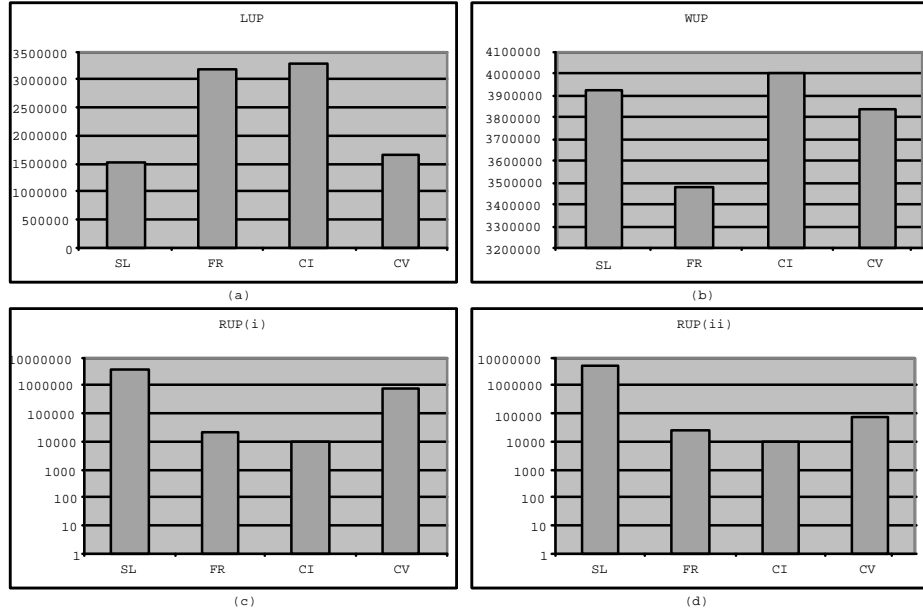 LUP
3500000
3000000
2500000
2000000
1500000
1000000
500000
0
SL FR CI CV
(a)
WUP
4100000
4000000
3900000
3800000
3700000
3600000
3500000
3400000
3300000
3200000
SL FR CI CV
(b)
RUP(i)
10000000
1000000
100000
10000
1000
100
10
1
SL FR CI CV
(c)
RUP(ii)
10000000
1000000
100000
10000
1000
100
10
1
SL FR CI CV
(d)